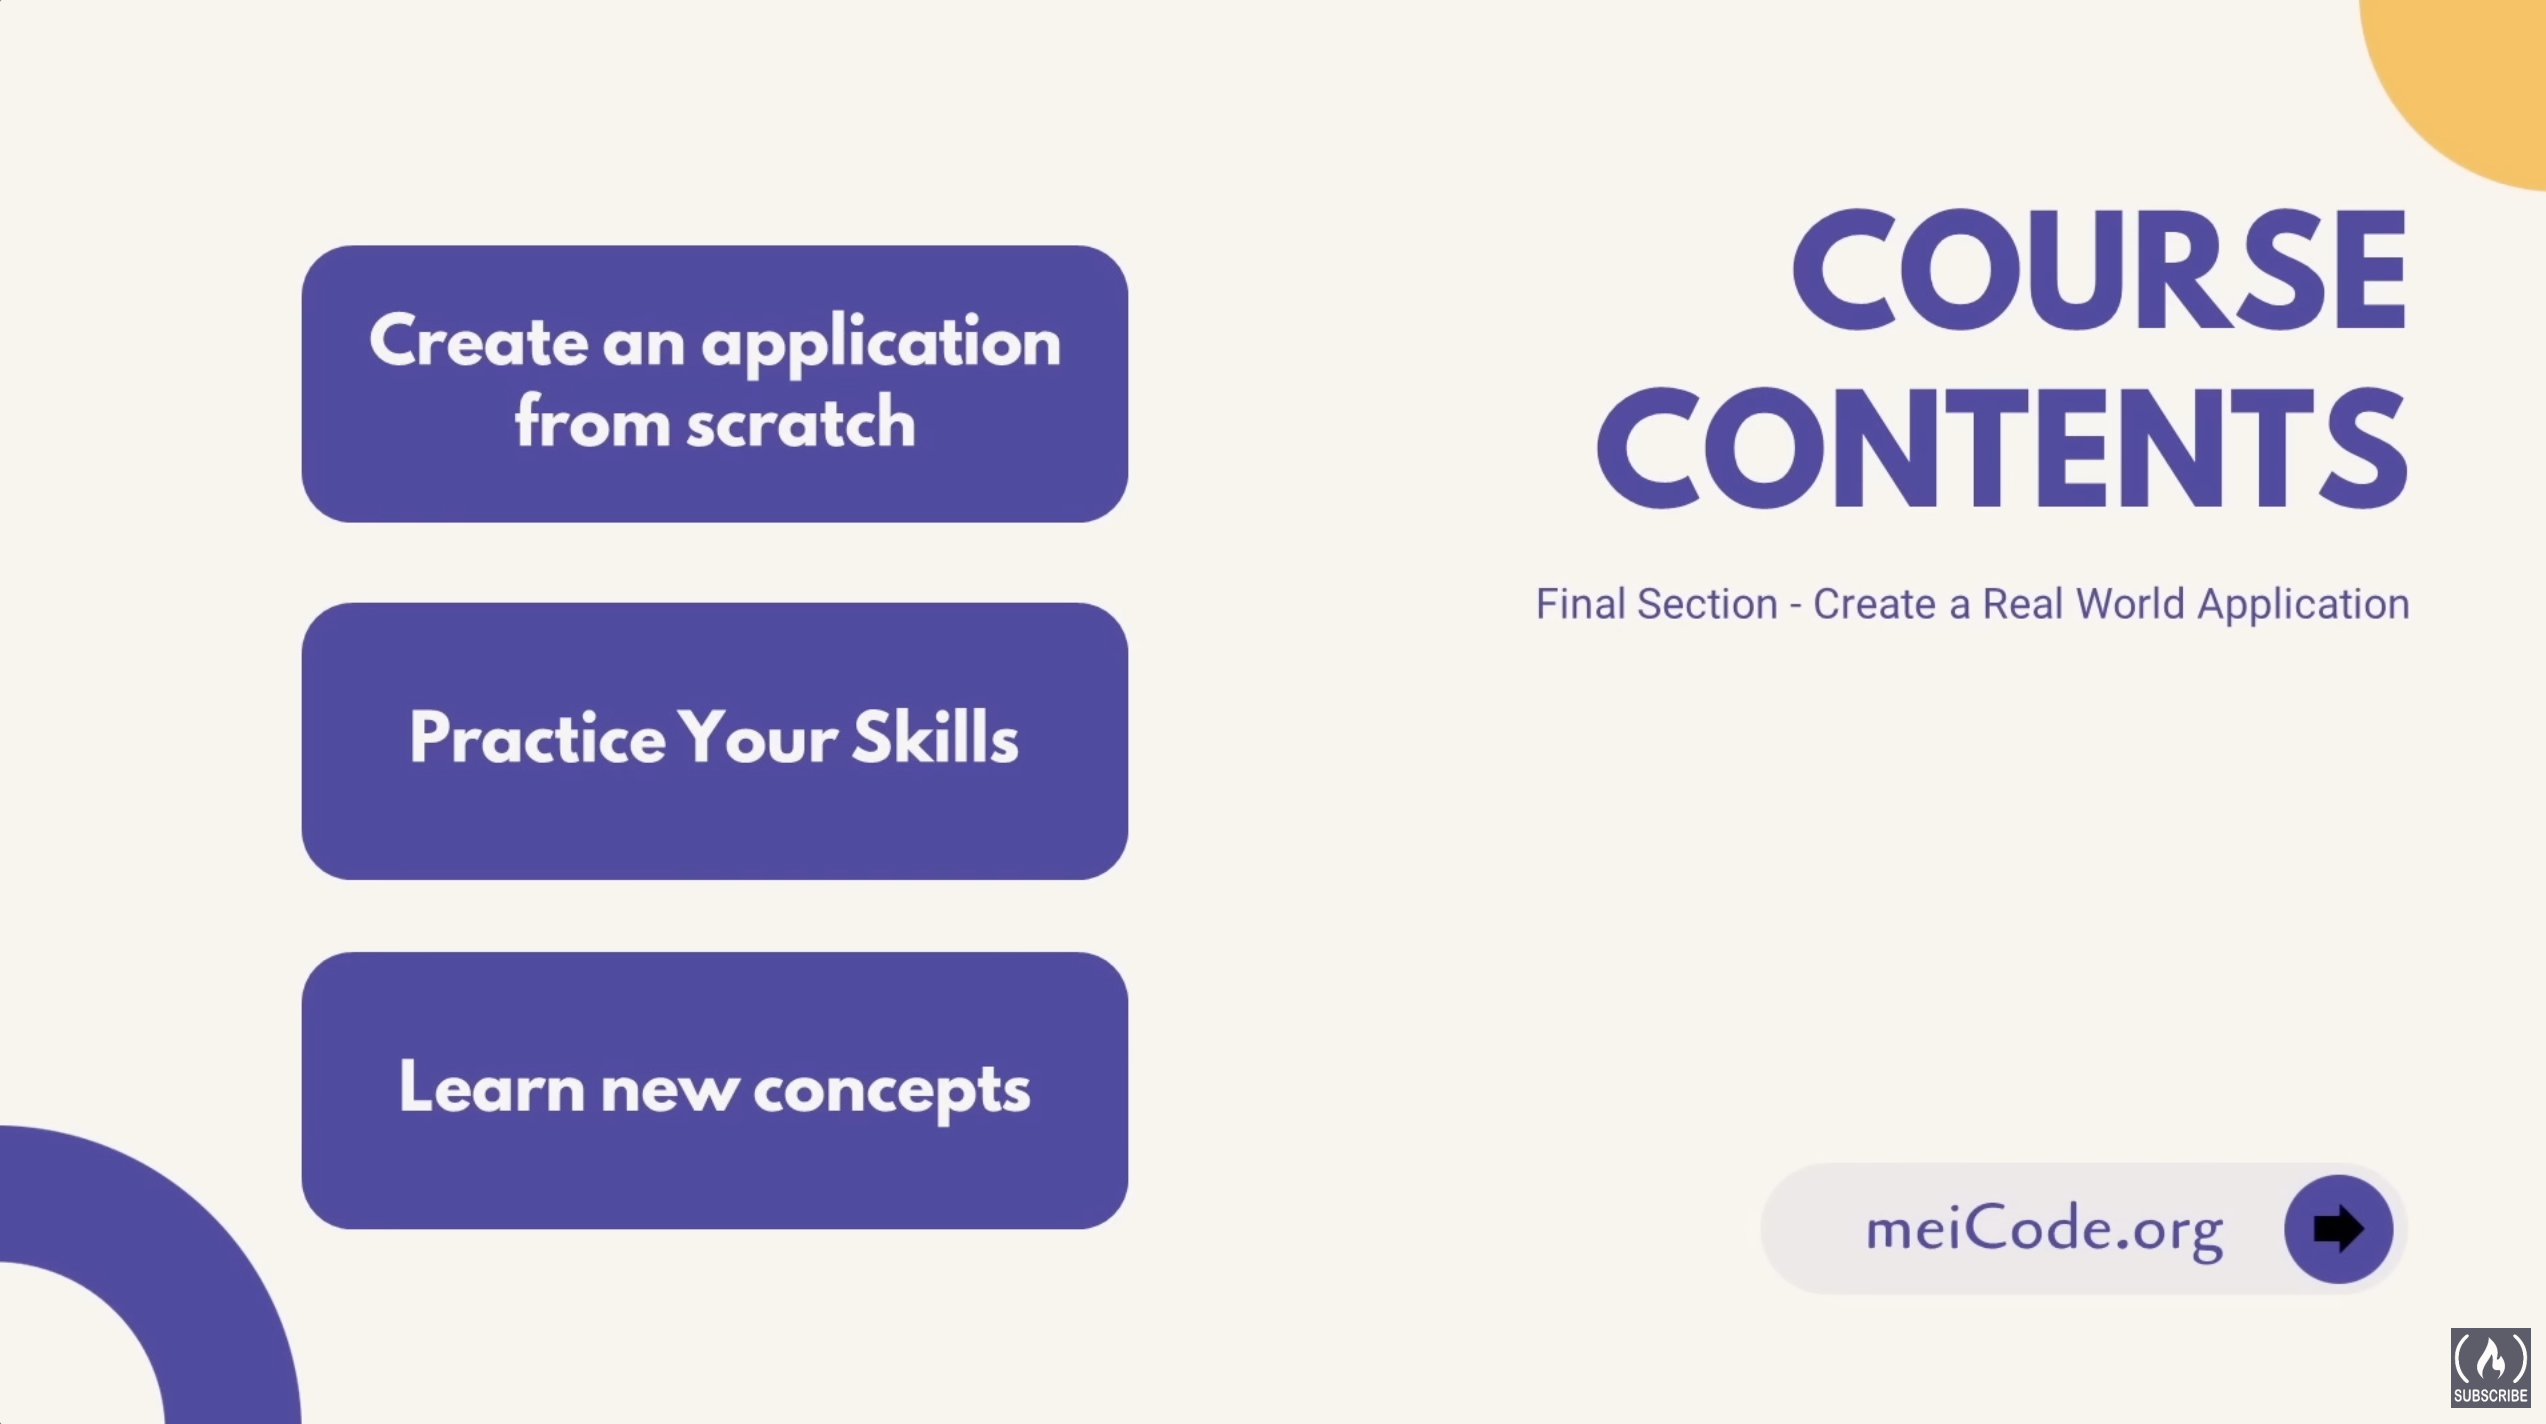 COURSE
CONTENTS
Final Section - Create a Real World Application
Create an application
from scratch
Practice Your Skills
Learn new concepts
meiCode.org
SUBSCRIBE